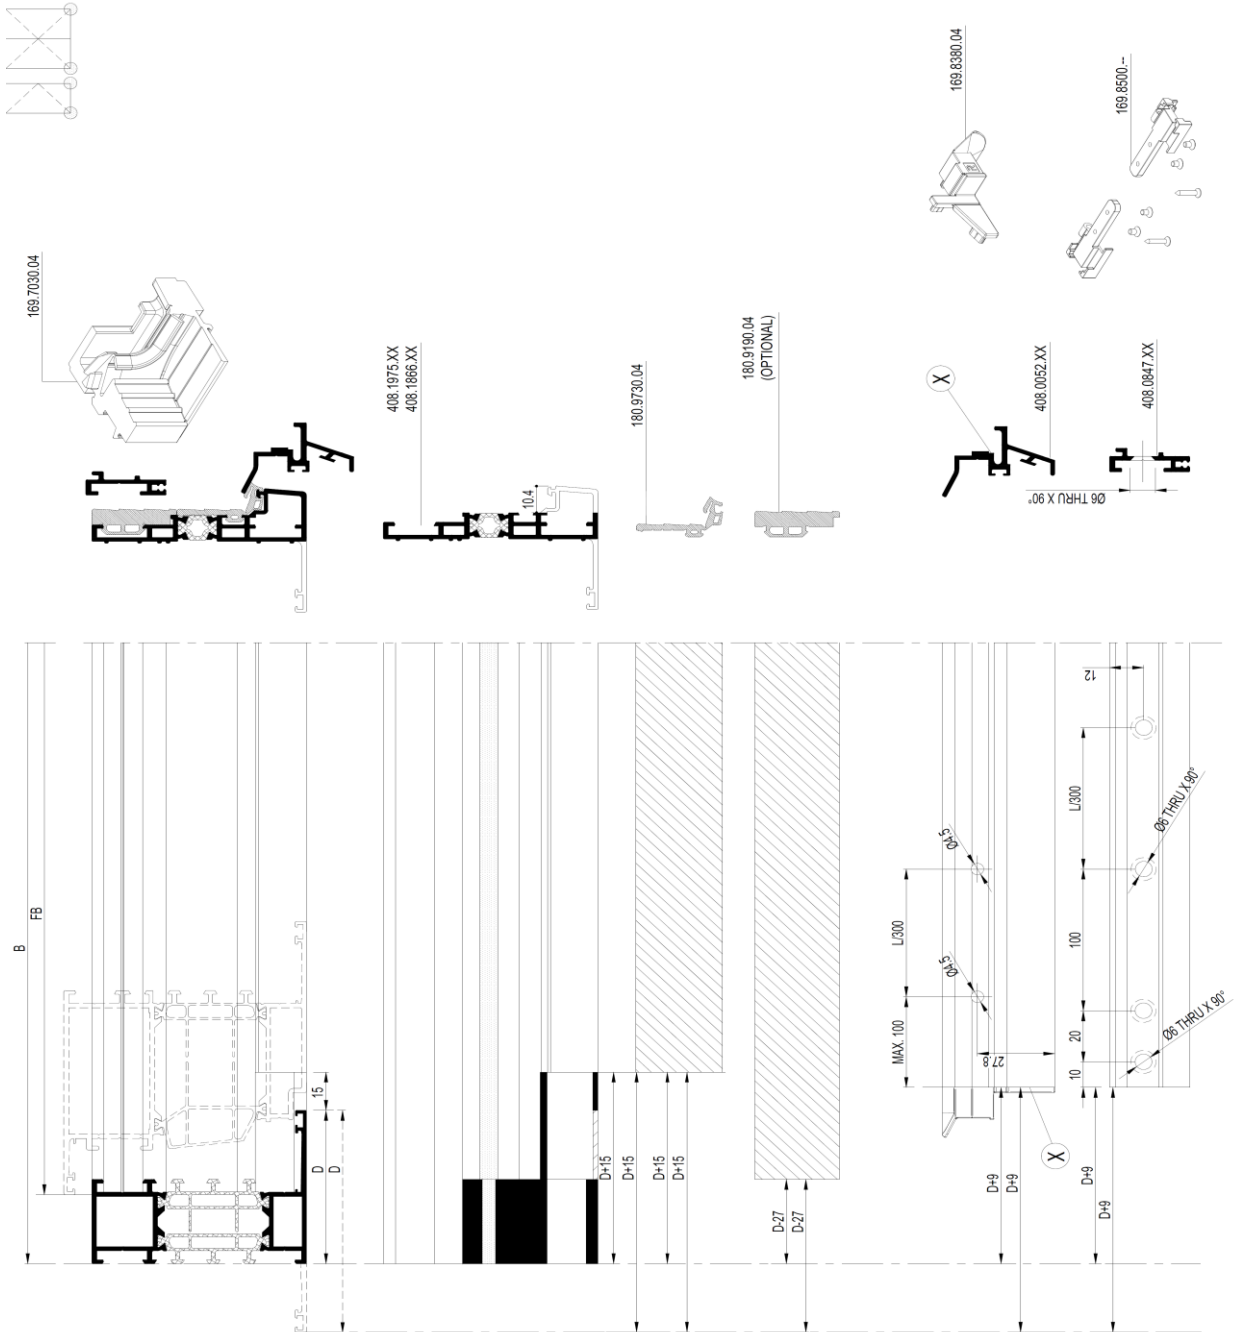 169.8380.04
169.8500.--
169.7030.04
408.1975.XX
408.1866.XX
180.9730.04
180.9190.04
(OPTIONAL)
X
408.0052.XX
408.0847.XX
Ø6 THRU X 90°
10.4
B
FB
15
D
D
D+15
D+15
D+15
D+15
D-27
D-27
Ø4.5
L/300
Ø4.5
MAX. 100
27.8
X
D+9
D+9
12
L/300
Ø6 THRU X 90°
100
20
Ø6 THRU X 90°
10
D+9
D+9